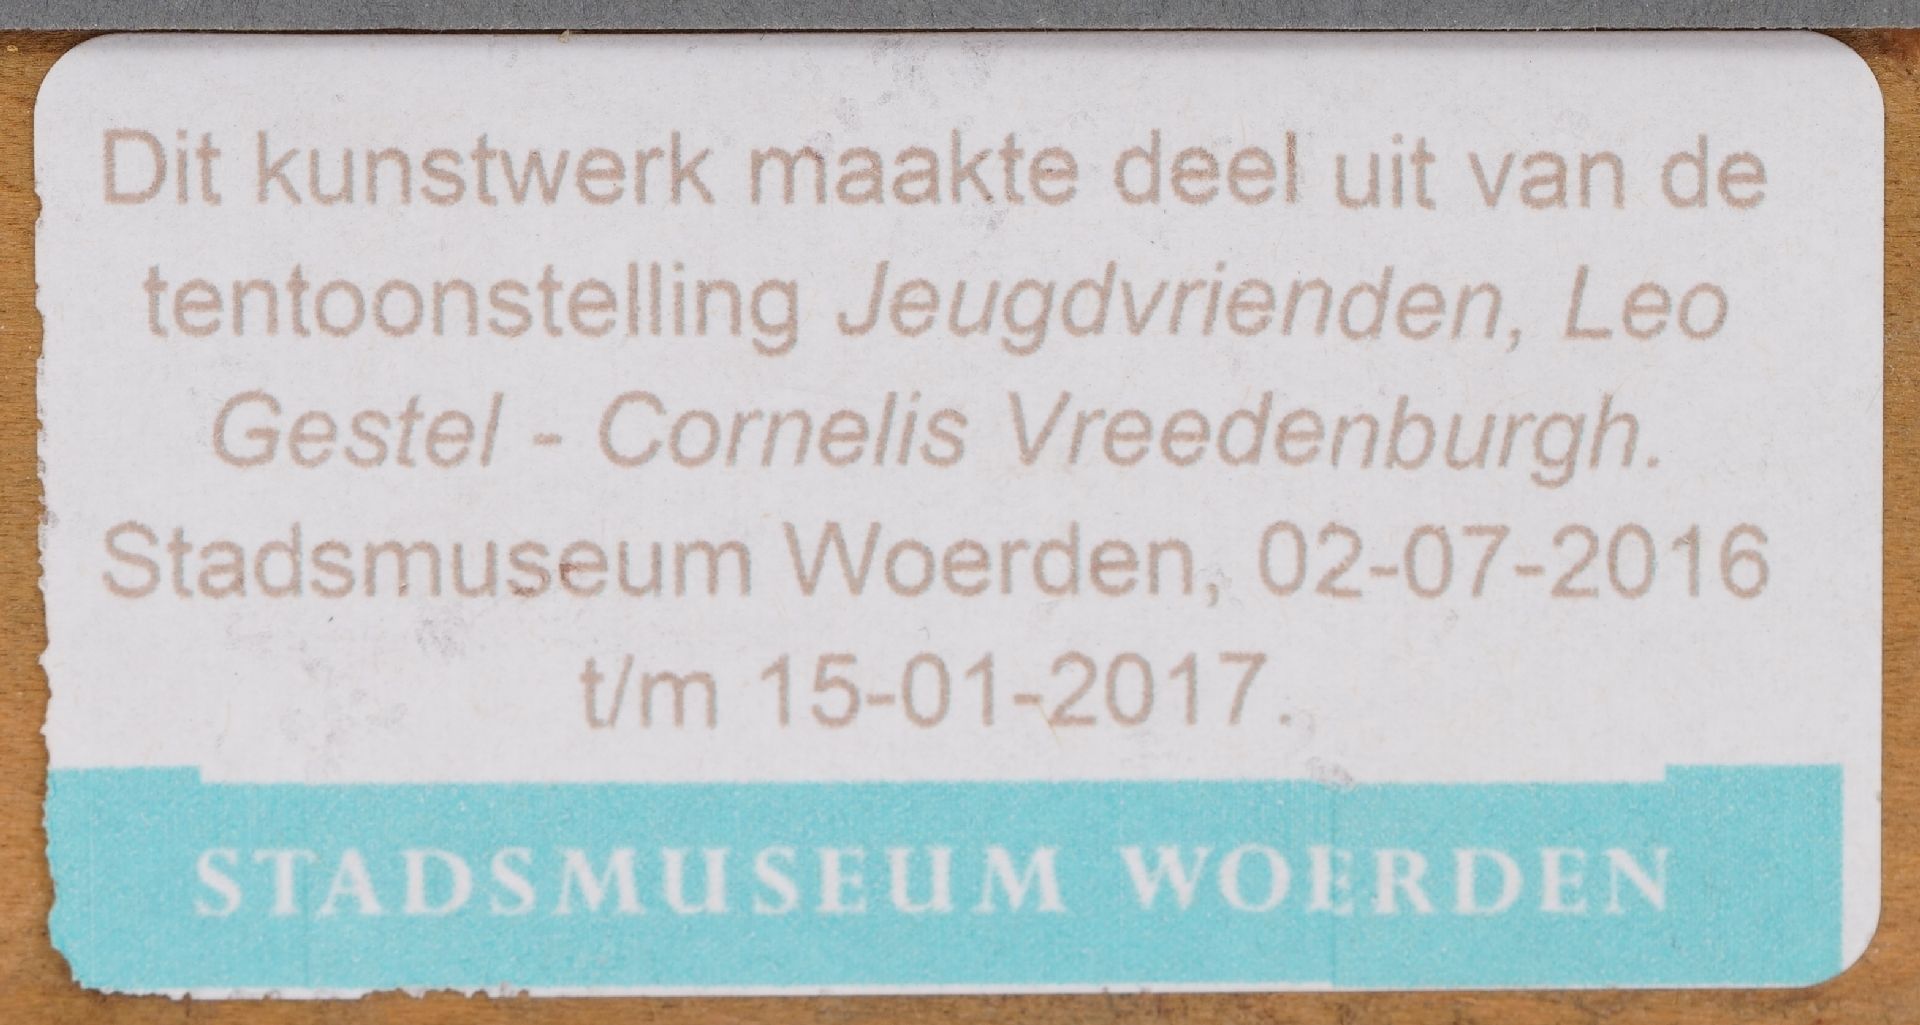 Dit kunstwerk maakte deel uit van de
tentoonstelling Jeugdvrienden, Leo
Gestel - Cornelis Vreedenburgh.
Stadsmuseum Woerden, 02-07-2016
t/m 15-01-2017.
STADSMUSEUM WOERDEN